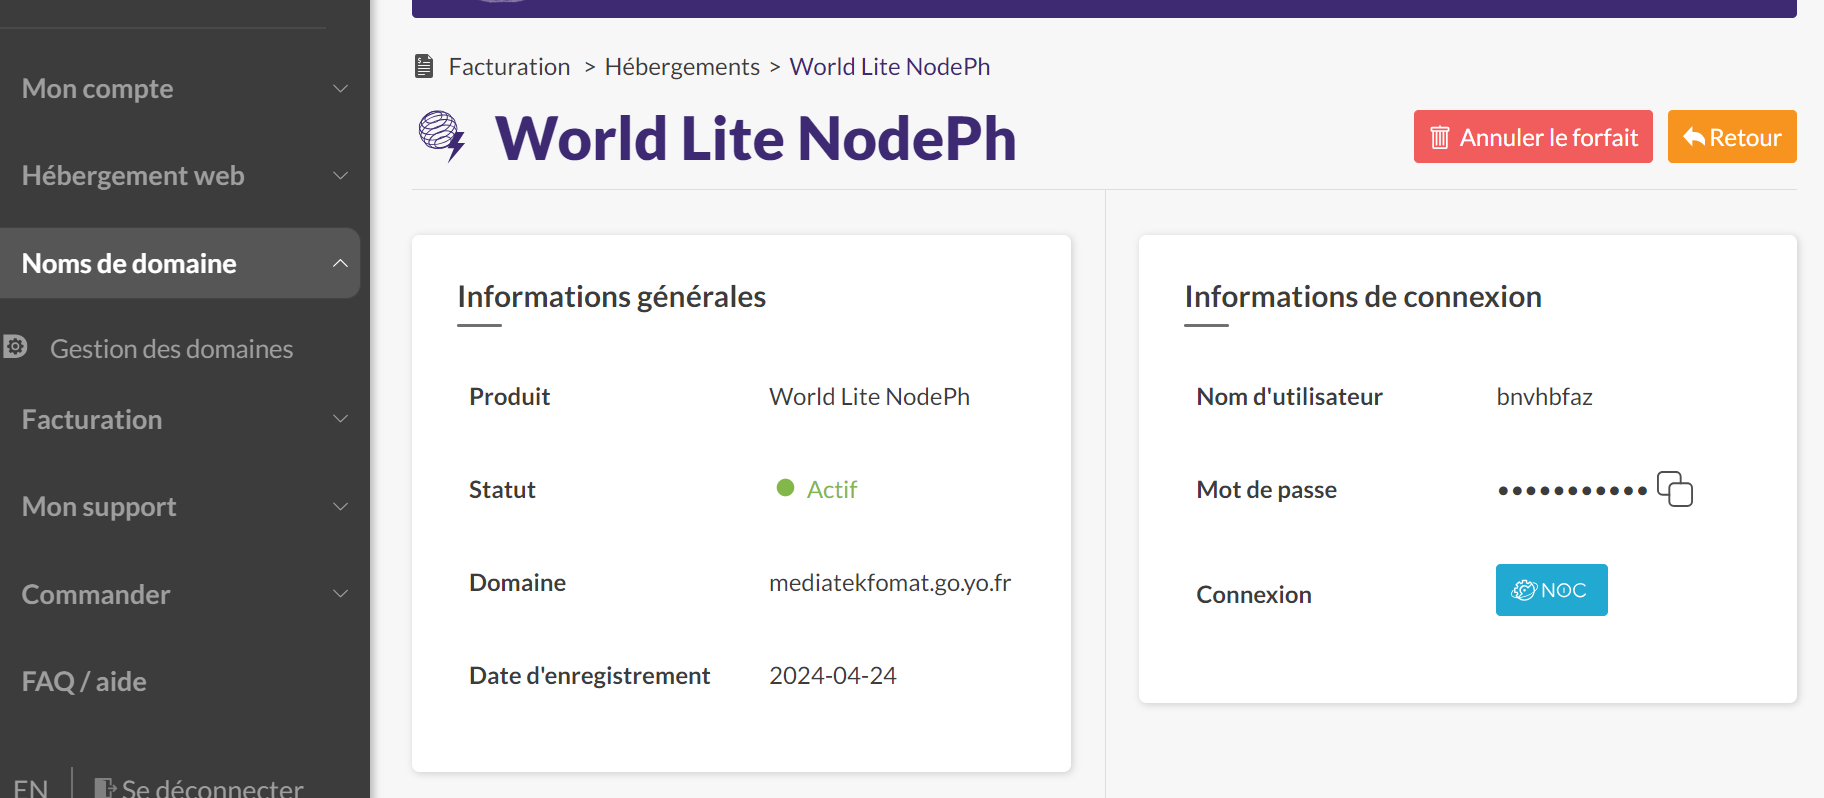 Mon compte
Hébergement web
Noms de domaine
Gestion des domaines
Facturation
Mon support
Commander
FAQ / aide
EN
Se déconnecter
Facturation > Hébergements > World Lite NodePh
World Lite NodePh
Annuler le forfait
Retour
Informations générales
Produit World Lite NodePh
Statut Actif
Domaine mediatekfomat.go.yo.fr
Date d'enregistrement 2024-04-24
Informations de connexion
Nom d'utilisateur bnvhbfaz
Mot de passe •••••••••••
Connexion NOC